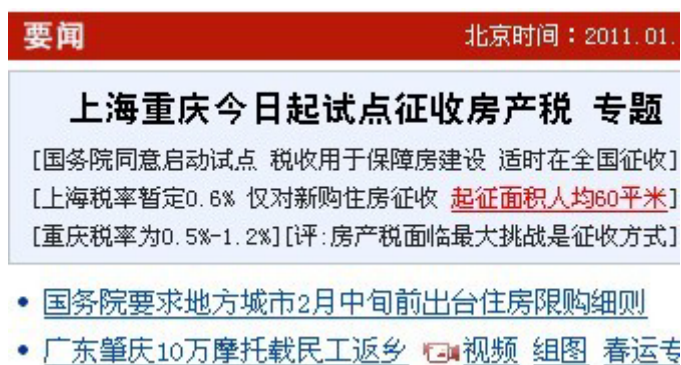 要闻 北京时间：2011.01.
上海重庆今日起试点征收房产税 专题
[国务院同意启动试点 税收用于保障房建设 适时在全国征收]
[上海税率暂定0.6% 仅对新购住房征收 起征面积人均60平米]
[重庆税率为0.5%-1.2%][评:房产税面临最大挑战是征收方式]
• 国务院要求地方城市2月中旬前出台住房限购细则
• 广东肇庆10万摩托载民工返乡 视频 组图 春运专